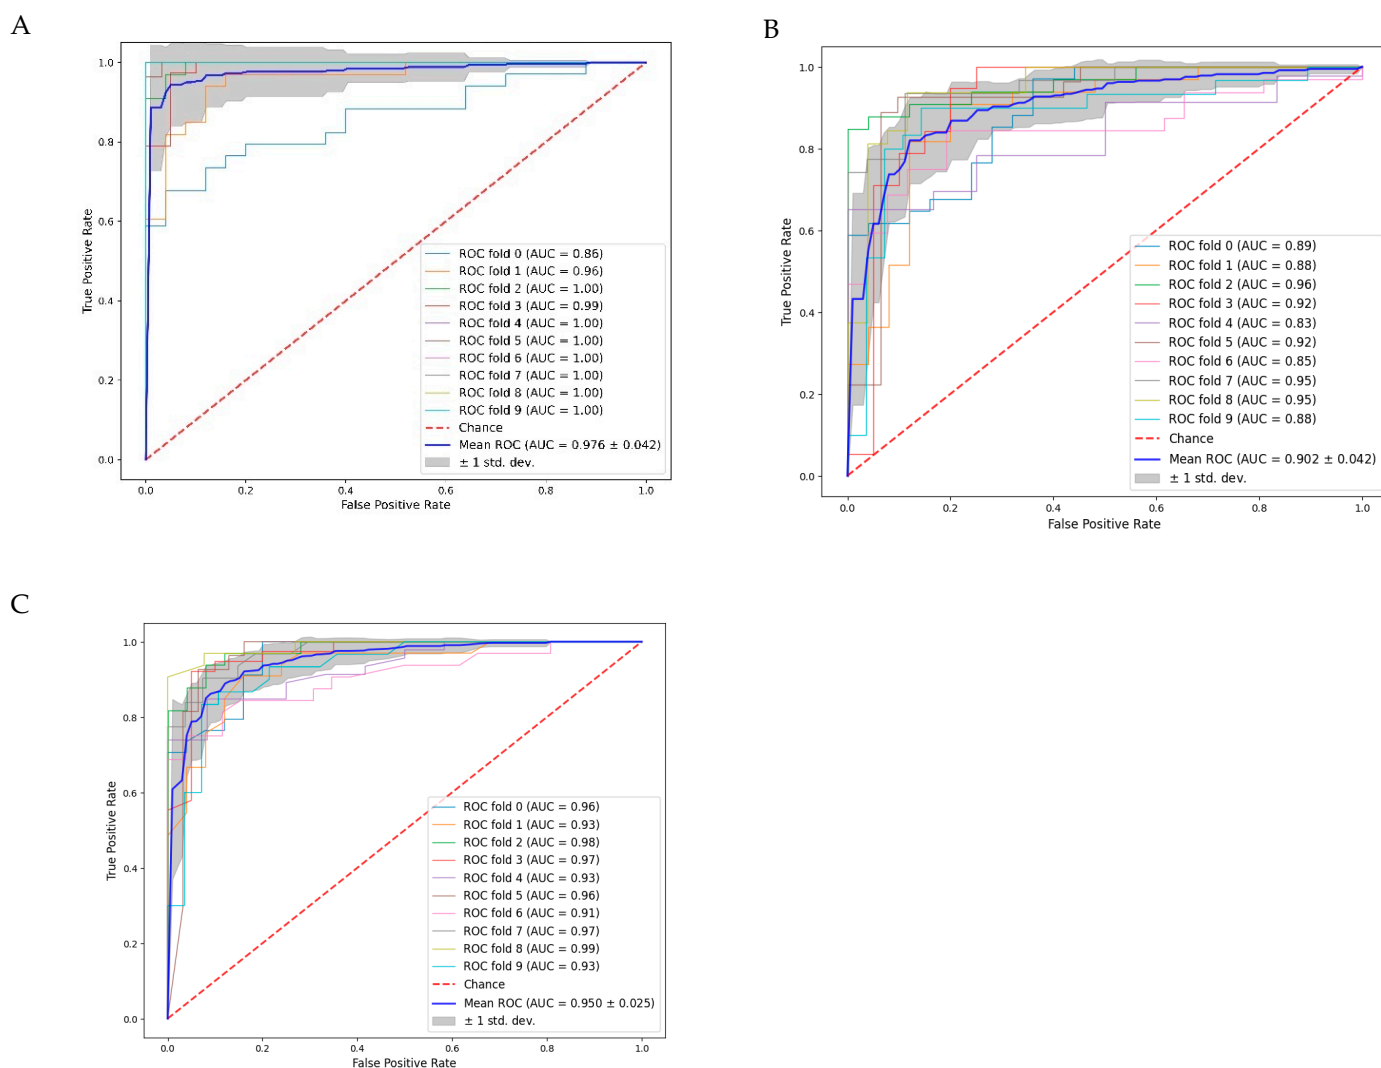 A
1.0
0.8
0.6
0.4
0.2
0.0
True Positive Rate
0.0 0.2 0.4 0.6 0.8 1.0
False Positive Rate
ROC fold 0 (AUC = 0.86)
ROC fold 1 (AUC = 0.96)
ROC fold 2 (AUC = 1.00)
ROC fold 3 (AUC = 0.99)
ROC fold 4 (AUC = 1.00)
ROC fold 5 (AUC = 1.00)
ROC fold 6 (AUC = 1.00)
ROC fold 7 (AUC = 1.00)
ROC fold 8 (AUC = 1.00)
ROC fold 9 (AUC = 1.00)
Chance
Mean ROC (AUC = 0.976 ± 0.042)
± 1 std. dev.
B
1.0
0.8
0.6
0.4
0.2
0.0
True Positive Rate
0.0 0.2 0.4 0.6 0.8 1.0
False Positive Rate
ROC fold 0 (AUC = 0.89)
ROC fold 1 (AUC = 0.88)
ROC fold 2 (AUC = 0.96)
ROC fold 3 (AUC = 0.92)
ROC fold 4 (AUC = 0.83)
ROC fold 5 (AUC = 0.92)
ROC fold 6 (AUC = 0.85)
ROC fold 7 (AUC = 0.95)
ROC fold 8 (AUC = 0.95)
ROC fold 9 (AUC = 0.88)
Chance
Mean ROC (AUC = 0.902 ± 0.042)
± 1 std. dev.
C
1.0
0.8
0.6
0.4
0.2
0.0
True Positive Rate
0.0 0.2 0.4 0.6 0.8 1.0
False Positive Rate
ROC fold 0 (AUC = 0.96)
ROC fold 1 (AUC = 0.93)
ROC fold 2 (AUC = 0.98)
ROC fold 3 (AUC = 0.97)
ROC fold 4 (AUC = 0.93)
ROC fold 5 (AUC = 0.96)
ROC fold 6 (AUC = 0.91)
ROC fold 7 (AUC = 0.97)
ROC fold 8 (AUC = 0.99)
ROC fold 9 (AUC = 0.93)
Chance
Mean ROC (AUC = 0.950 ± 0.025)
± 1 std. dev.